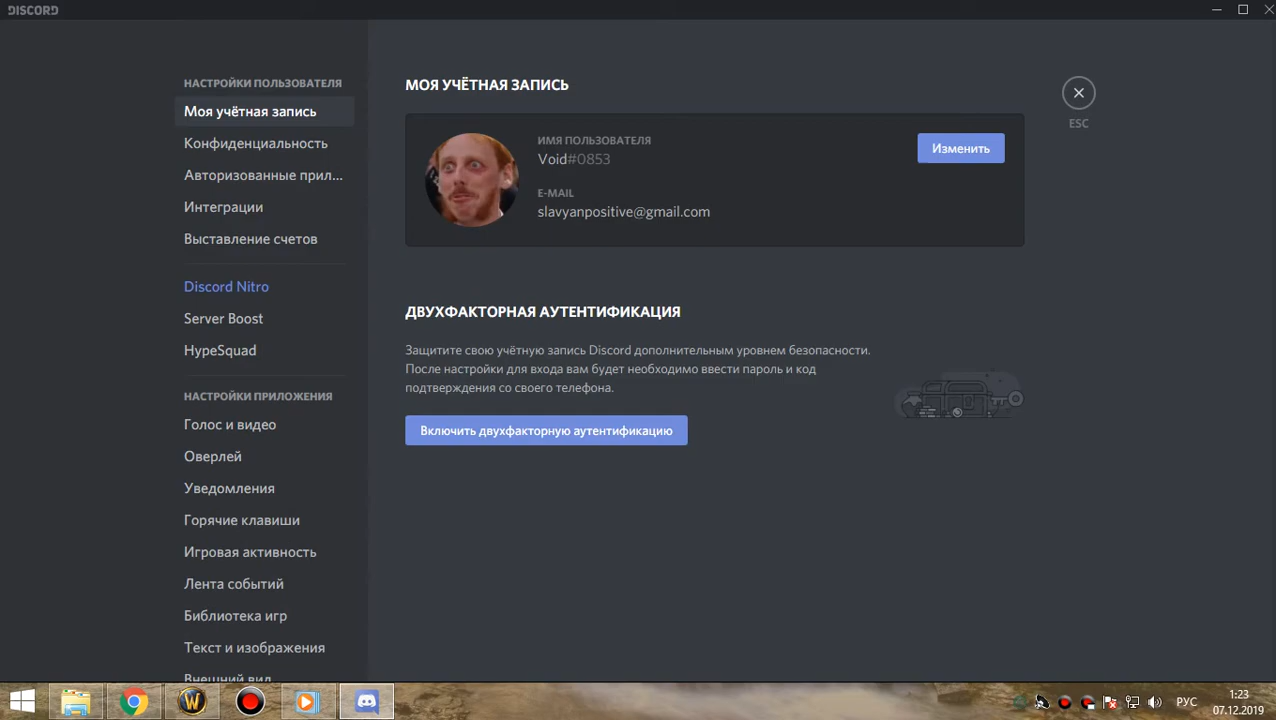 DISCORD
НАСТРОЙКИ ПОЛЬЗОВАТЕЛЯ
Моя учётная запись
Конфиденциальность
Авторизованные прил...
Интеграции
Выставление счетов
Discord Nitro
Server Boost
HypeSquad
НАСТРОЙКИ ПРИЛОЖЕНИЯ
Голос и видео
Оверлей
Уведомления
Горячие клавиши
Игровая активность
Лента событий
Библиотека игр
Текст и изображения
Внешний вид
МОЯ УЧЁТНАЯ ЗАПИСЬ
ИМЯ ПОЛЬЗОВАТЕЛЯ
Void#0853
E-MAIL
slavyanpositive@gmail.com
Изменить
ESC
ДВУХФАКТОРНАЯ АУТЕНТИФИКАЦИЯ
Защитите свою учётную запись Discord дополнительным уровнем безопасности.
После настройки для входа вам будет необходимо ввести пароль и код
подтверждения со своего телефона.
Включить двухфакторную аутентификацию
РУС
1:23
07.12.2019